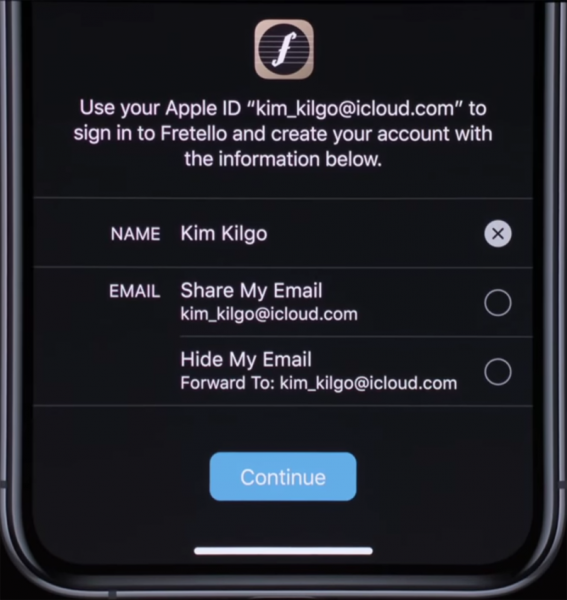 Use your Apple ID “kim_kilgo@icloud.com” to
sign in to Fretello and create your account with
the information below.
NAME Kim Kilgo
EMAIL Share My Email
kim_kilgo@icloud.com
Hide My Email
Forward To: kim_kilgo@icloud.com
Continue